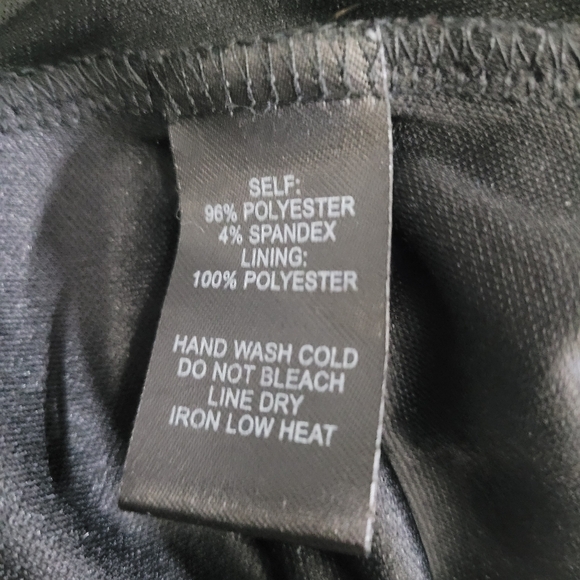 SELF:
96% POLYESTER
4% SPANDEX
LINING:
100% POLYESTER
HAND WASH COLD
DO NOT BLEACH
LINE DRY
IRON LOW HEAT